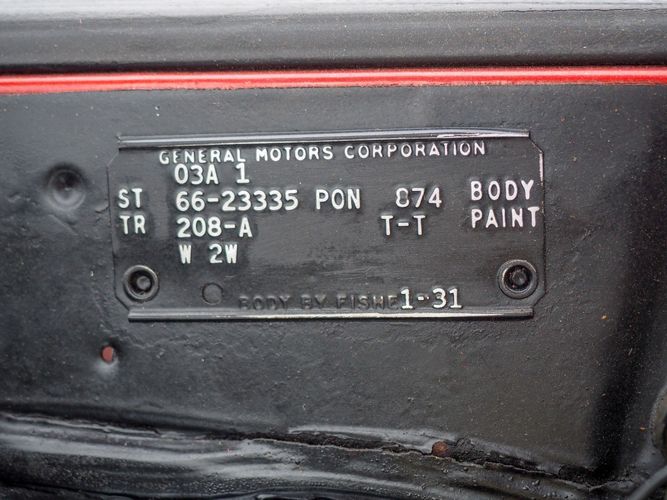 GENERAL MOTORS CORPORATION
03A 1
ST 66-23335 PON 874 BODY
TR 208-A T-T PAINT
W 2W
BODY BY FISHE 1-31